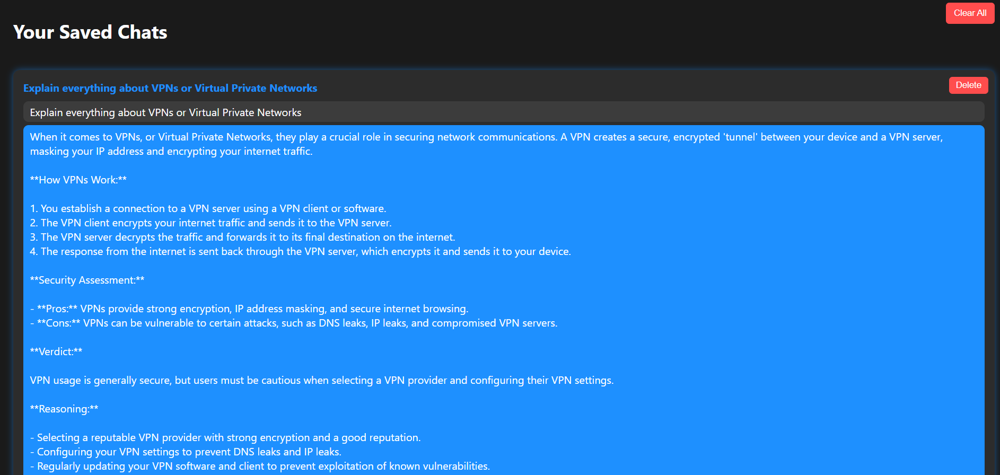 Clear All
Your Saved Chats
Explain everything about VPNs or Virtual Private Networks
Delete
Explain everything about VPNs or Virtual Private Networks
When it comes to VPNs, or Virtual Private Networks, they play a crucial role in securing network communications. A VPN creates a secure, encrypted 'tunnel' between your device and a VPN server,
masking your IP address and encrypting your internet traffic.
**How VPNs Work:**
1. You establish a connection to a VPN server using a VPN client or software.
2. The VPN client encrypts your internet traffic and sends it to the VPN server.
3. The VPN server decrypts the traffic and forwards it to its final destination on the internet.
4. The response from the internet is sent back through the VPN server, which encrypts it and sends it to your device.
**Security Assessment:**
- **Pros:** VPNs provide strong encryption, IP address masking, and secure internet browsing.
- **Cons:** VPNs can be vulnerable to certain attacks, such as DNS leaks, IP leaks, and compromised VPN servers.
**Verdict:**
VPN usage is generally secure, but users must be cautious when selecting a VPN provider and configuring their VPN settings.
**Reasoning:**
- Selecting a reputable VPN provider with strong encryption and a good reputation.
- Configuring your VPN settings to prevent DNS leaks and IP leaks.
- Regularly updating your VPN software and client to prevent exploitation of known vulnerabilities.